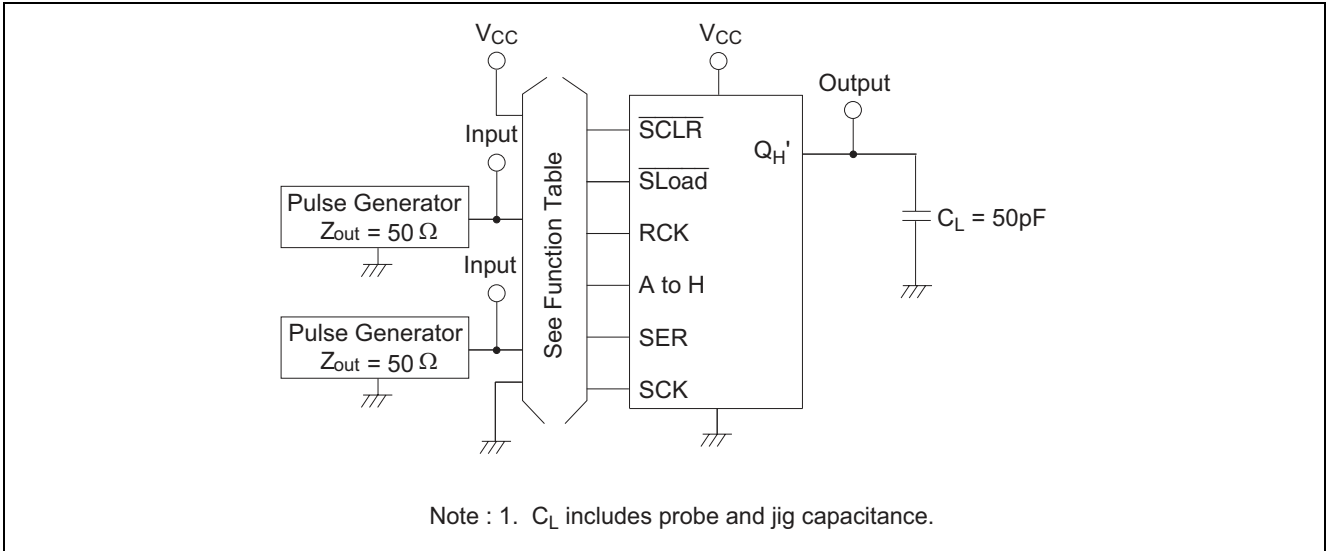 VCC
VCC
Output
Input
SCLR
QH'
SLoad
Pulse Generator
Zout = 50 Ω
RCK
CL = 50pF
Input
A to H
See Function Table
Pulse Generator
Zout = 50 Ω
SER
SCK
Note : 1. CL includes probe and jig capacitance.